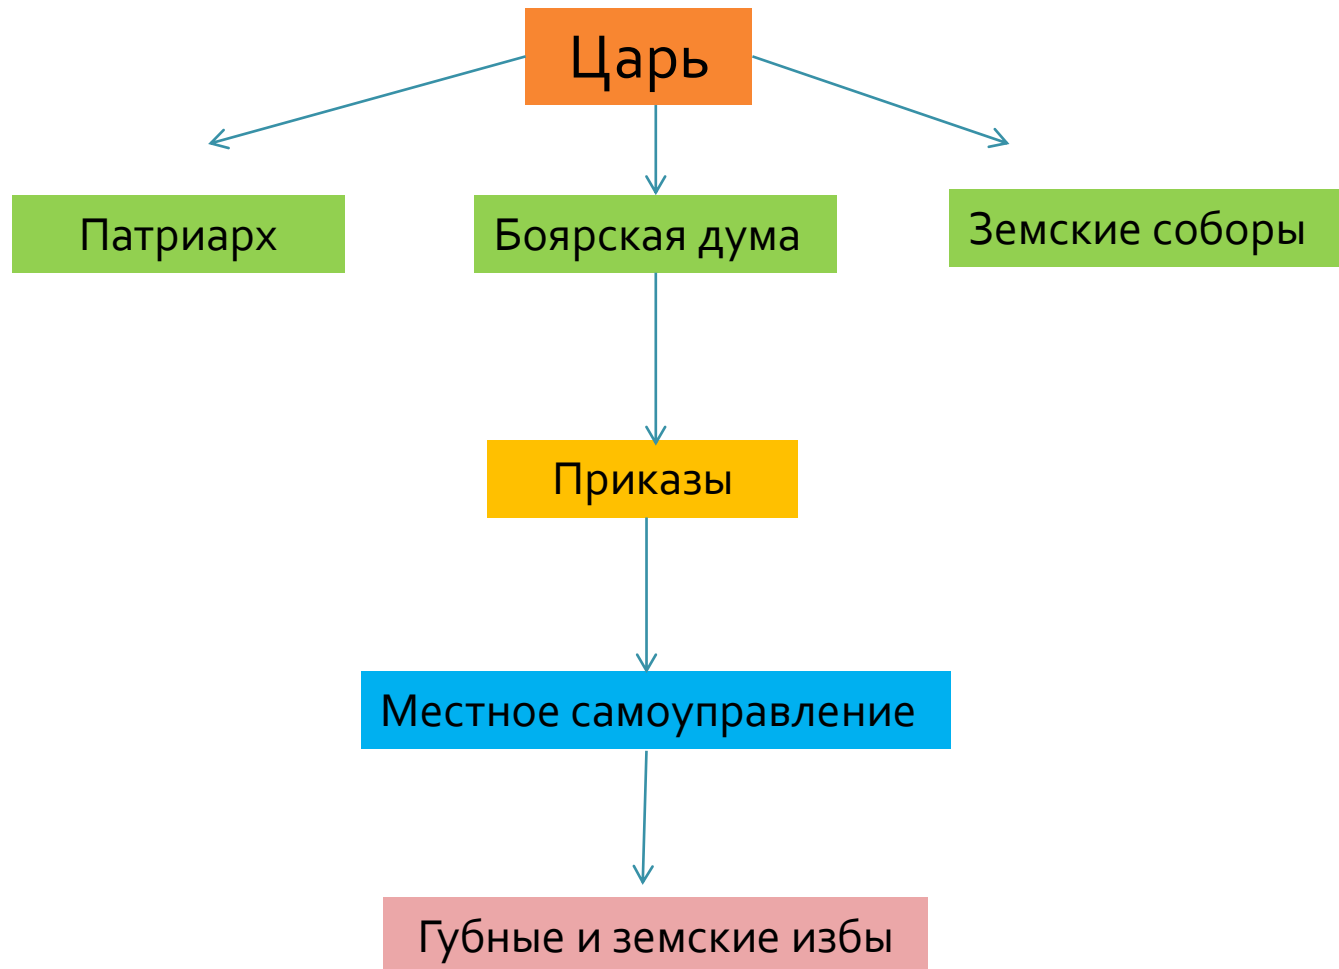 Царь
Патриарх
Боярская дума
Земские соборы
Приказы
Местное самоуправление
Губные и земские избы